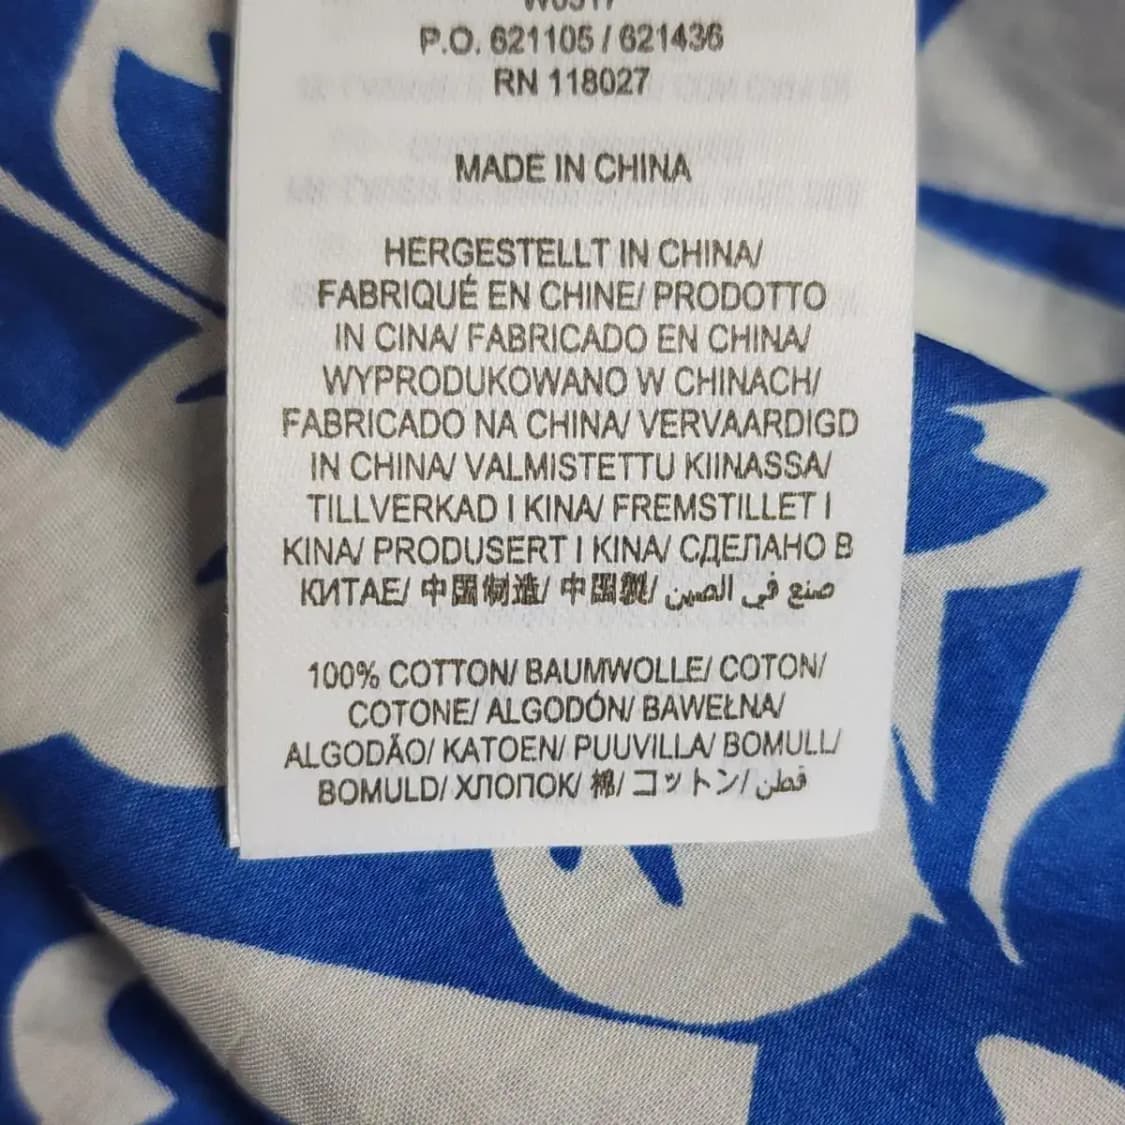 P.O. 621105 / 621436
RN 118027
MADE IN CHINA
HERGESTELLT IN CHINA/
FABRIQUÉ EN CHINE/ PRODOTTO
IN CINA/ FABRICADO EN CHINA/
WYPRODUKOWANO W CHINACH/
FABRICADO NA CHINA/ VERVAARDIGD
IN CHINA/ VALMISTETTU KIINASSA/
TILLVERKAD I KINA/ FREMSTILLET I
KINA/ PRODUSERT I KINA/ СДЕЛАНО В
КИТАЕ/ 中国制造/ 中国製/ صنع في الصين
100% COTTON/ BAUMWOLLE/ COTON/
COTONE/ ALGODÓN/ BAWEŁNA/
ALGODÃO/ KATOEN/ PUUVILLA/ BOMULL/
BOMULD/ ХЛОПОК/ 棉/ コットン/ قطن